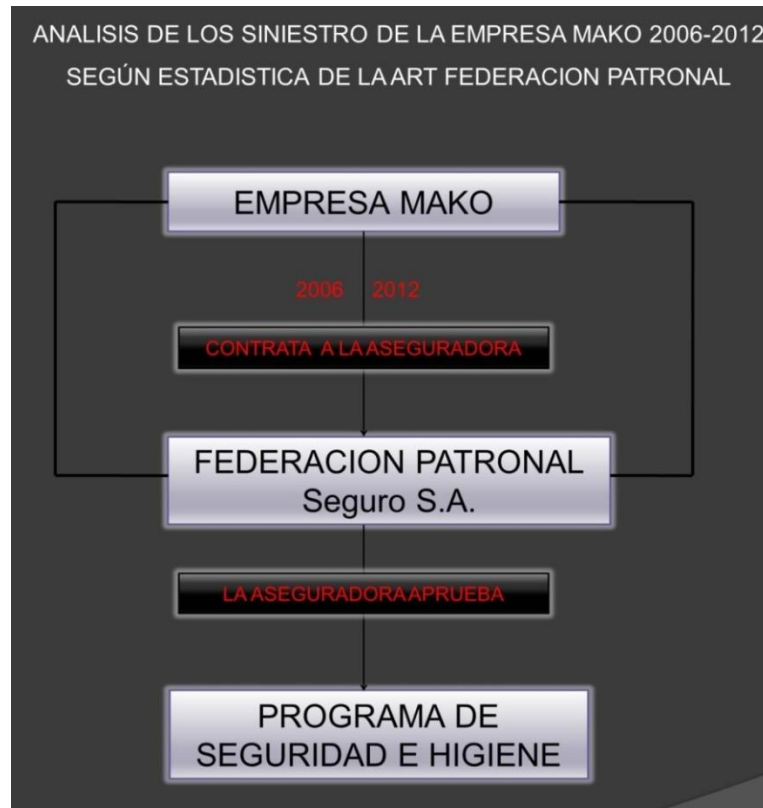 ANALISIS DE LOS SINIESTRO DE LA EMPRESA MAKO 2006-2012
SEGÚN ESTADISTICA DE LA ART FEDERACION PATRONAL
EMPRESA MAKO
2006 2012
CONTRATA A LA ASEGURADORA
FEDERACION PATRONAL
Seguro S.A.
LA ASEGURADORA APRUEBA
PROGRAMA DE
SEGURIDAD E HIGIENE